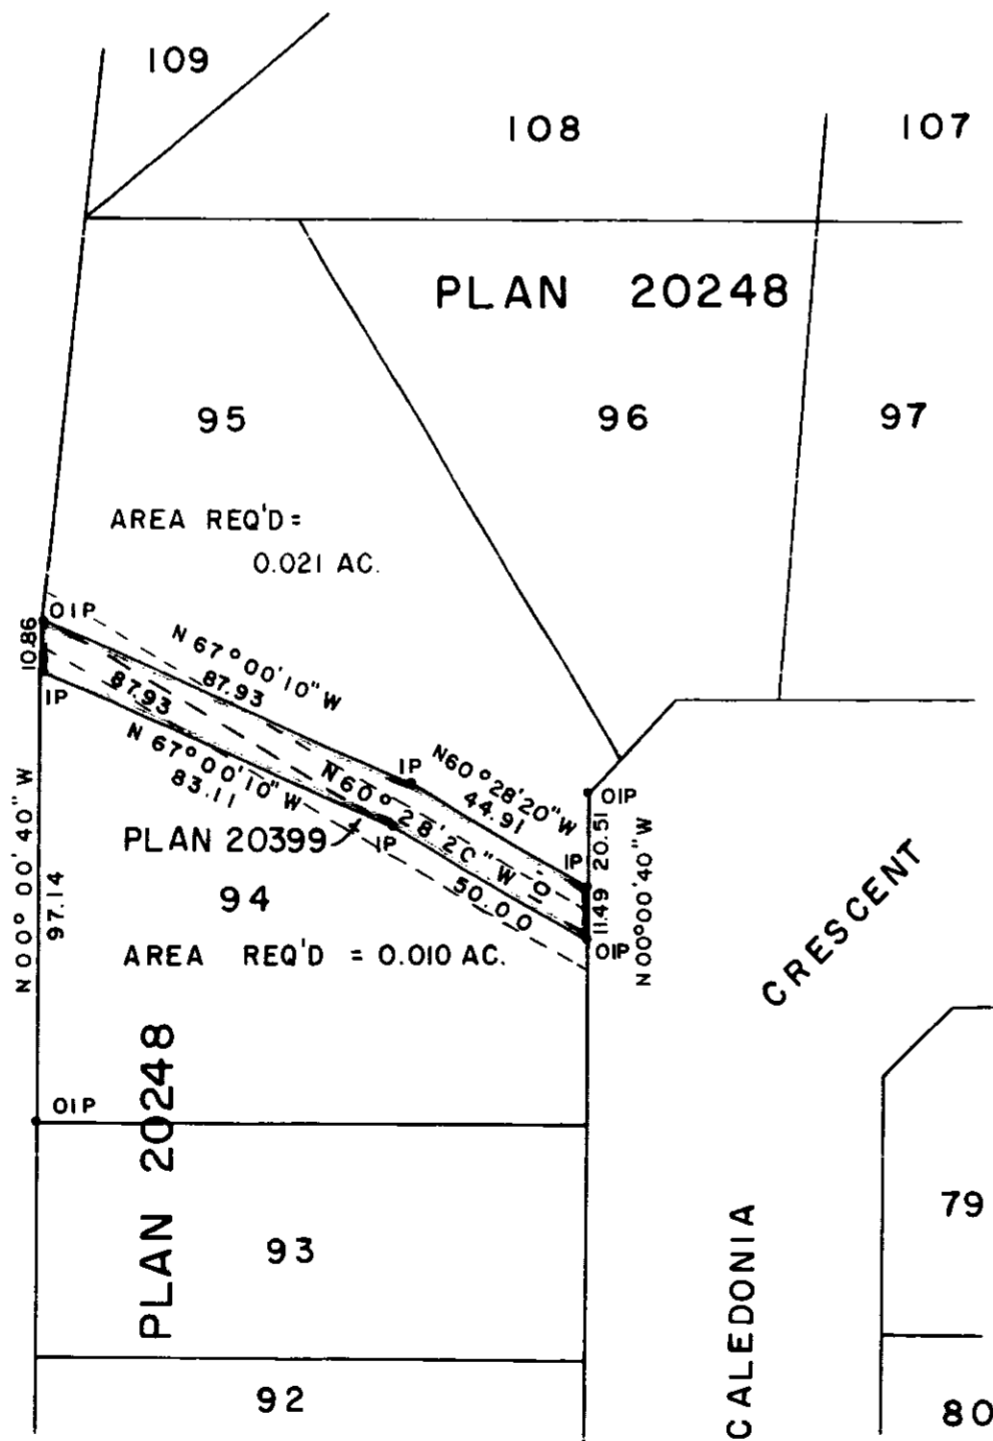 109
108
107
PLAN 20248
95
96
97
AREA REQ'D =
0.021 AC.
OIP
10.86
N 67°00'10" W
87.93
87.93
IP
N 67°00'10" W
83.11
IP
N60°28'20"W
44.91
N60°28'20"W
50.00
IP
IP
OIP
20.51
11.49
N 00°00'40" W
OIP
PLAN 20399
94
AREA REQ'D = 0.010 AC.
N 00° 00' 40" W
97.14
CRESCENT
OIP
PLAN 20248
93
92
CALEDONIA
79
80